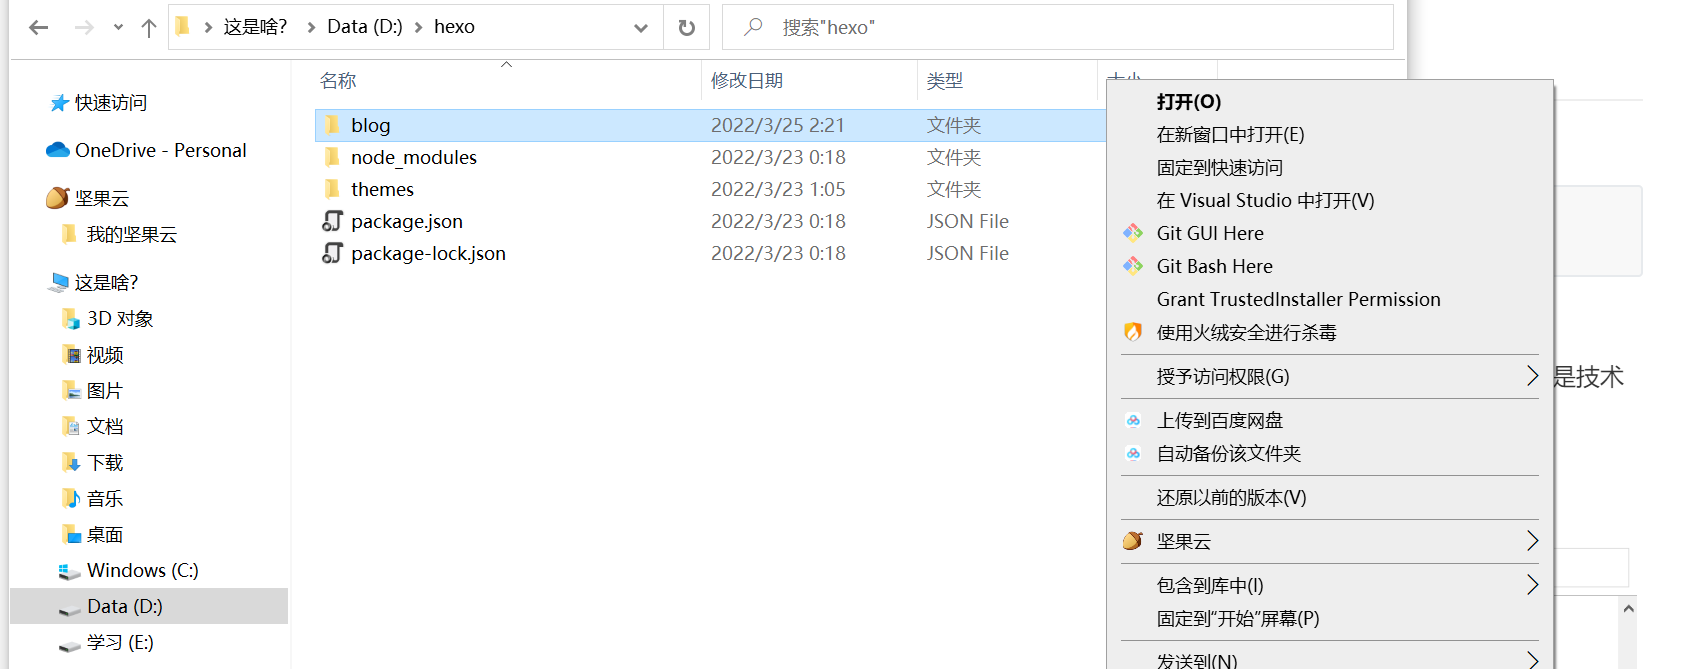 这是啥? Data (D:) hexo
搜索"hexo"
名称 修改日期 类型
快速访问
OneDrive - Personal
坚果云
我的坚果云
这是啥?
3D 对象
视频
图片
文档
下载
音乐
桌面
Windows (C:)
Data (D:)
学习 (E:)
blog 2022/3/25 2:21 文件夹
node_modules 2022/3/23 0:18 文件夹
themes 2022/3/23 1:05 文件夹
package.json 2022/3/23 0:18 JSON File
package-lock.json 2022/3/23 0:18 JSON File
打开(O)
在新窗口中打开(E)
固定到快速访问
在 Visual Studio 中打开(V)
Git GUI Here
Git Bash Here
Grant TrustedInstaller Permission
使用火绒安全进行杀毒
授予访问权限(G)
上传到百度网盘
自动备份该文件夹
还原以前的版本(V)
坚果云
包含到库中(I)
固定到"开始"屏幕(P)
发送到(N)
是技术